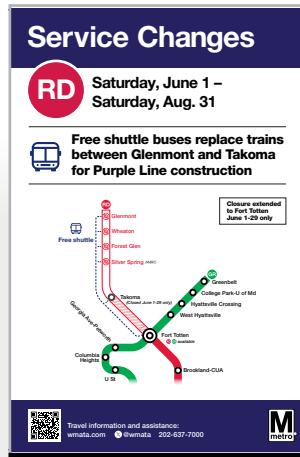 Service Changes
RD
Saturday, June 1 –
Saturday, Aug. 31
Free shuttle buses replace trains
between Glenmont and Takoma
for Purple Line construction
Closure extended
to Fort Totten
June 1-29 only
RD
Glenmont
Wheaton
Free shuttle
Forest Glen
Silver Spring
GR
Greenbelt
College Park-U of Md
Hyattsville Crossing
West Hyattsville
Takoma
(Closed June 1-29 only)
Georgia Ave-Petworth
Fort Totten
available
Columbia
Heights
U St
Brookland-CUA
Travel information and assistance:
wmata.com @wmata 202-637-7000
M
metro